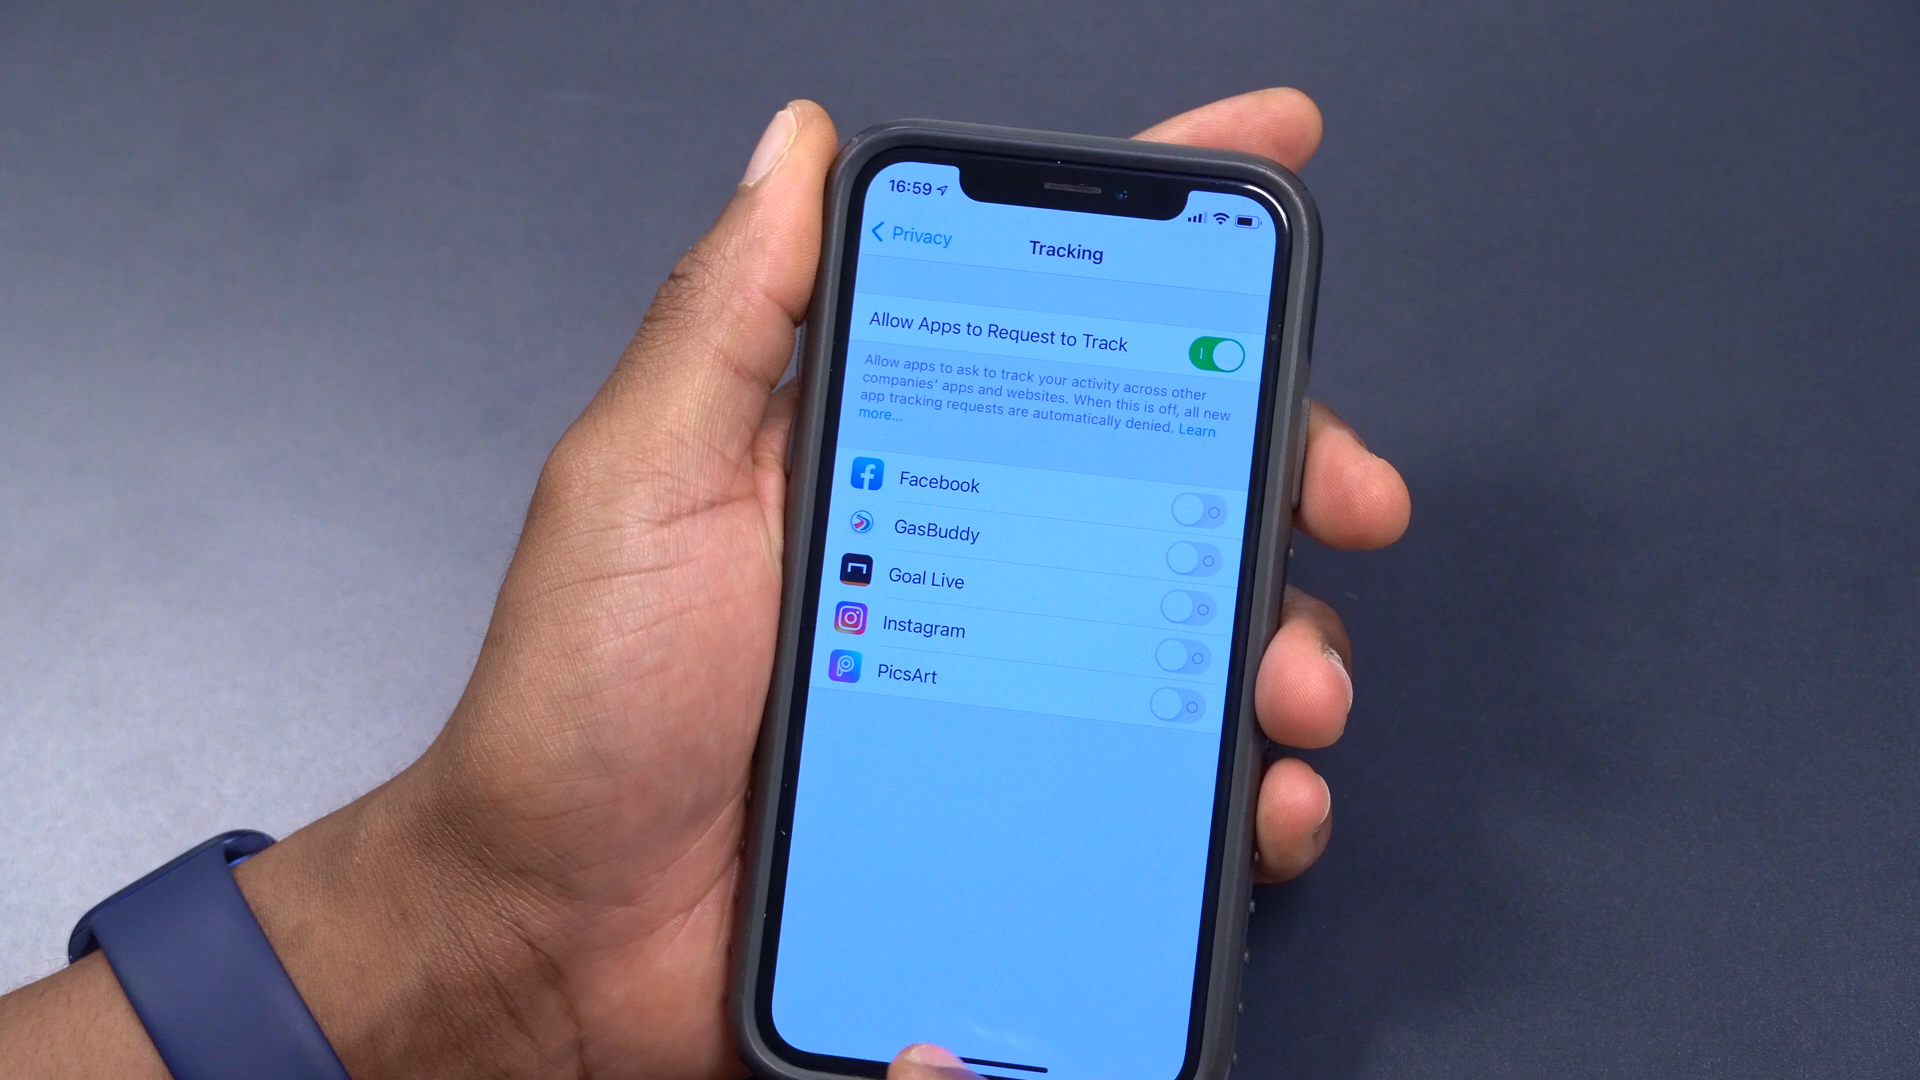 16:59
Privacy
Tracking
Allow Apps to Request to Track
Allow apps to ask to track your activity across other
companies' apps and websites. When this is off, all new
app tracking requests are automatically denied. Learn
more...
Facebook
GasBuddy
Goal Live
Instagram
PicsArt